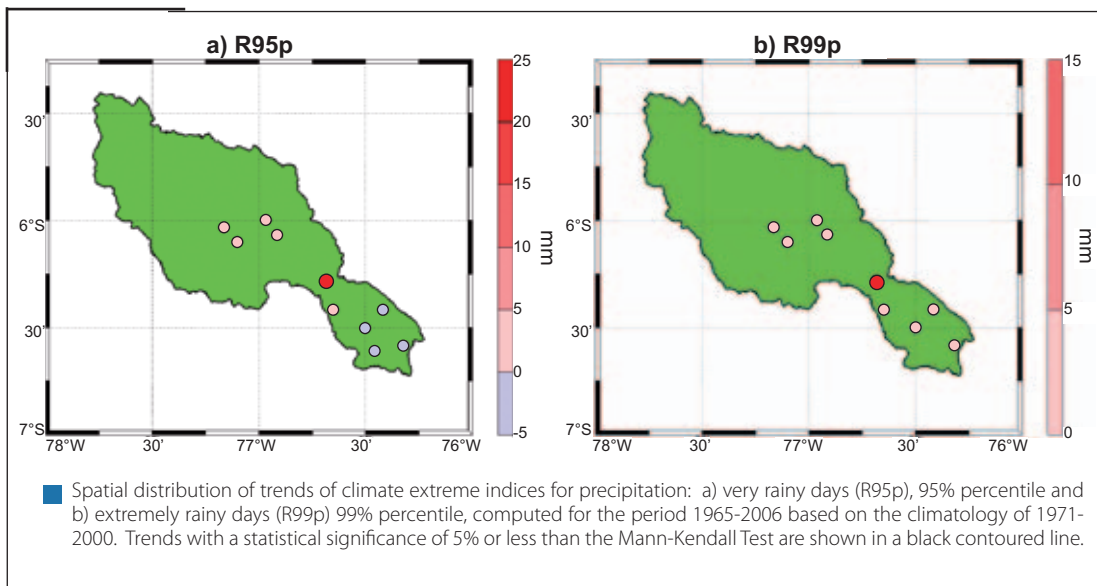 a) R95p
b) R99p
25
20
15
10
5
0
-5
mm
30'
6°S
30'
7°S
78°W
30'
77°W
30'
76°W
15
10
5
0
mm
78°W
30'
77°W
30'
76°W
Spatial distribution of trends of climate extreme indices for precipitation: a) very rainy days (R95p), 95% percentile and
b) extremely rainy days (R99p) 99% percentile, computed for the period 1965-2006 based on the climatology of 1971-
2000. Trends with a statistical significance of 5% or less than the Mann-Kendall Test are shown in a black contoured line.